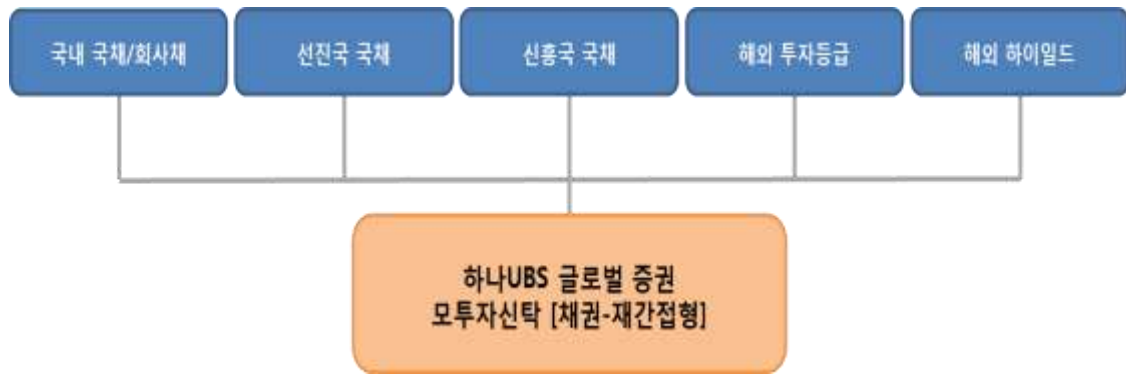 국내 국채/회사채
선진국 국채
신흥국 국채
해외 투자등급
해외 하이일드
하나UBS 글로벌 증권
모투자신탁 [채권-재간접형]